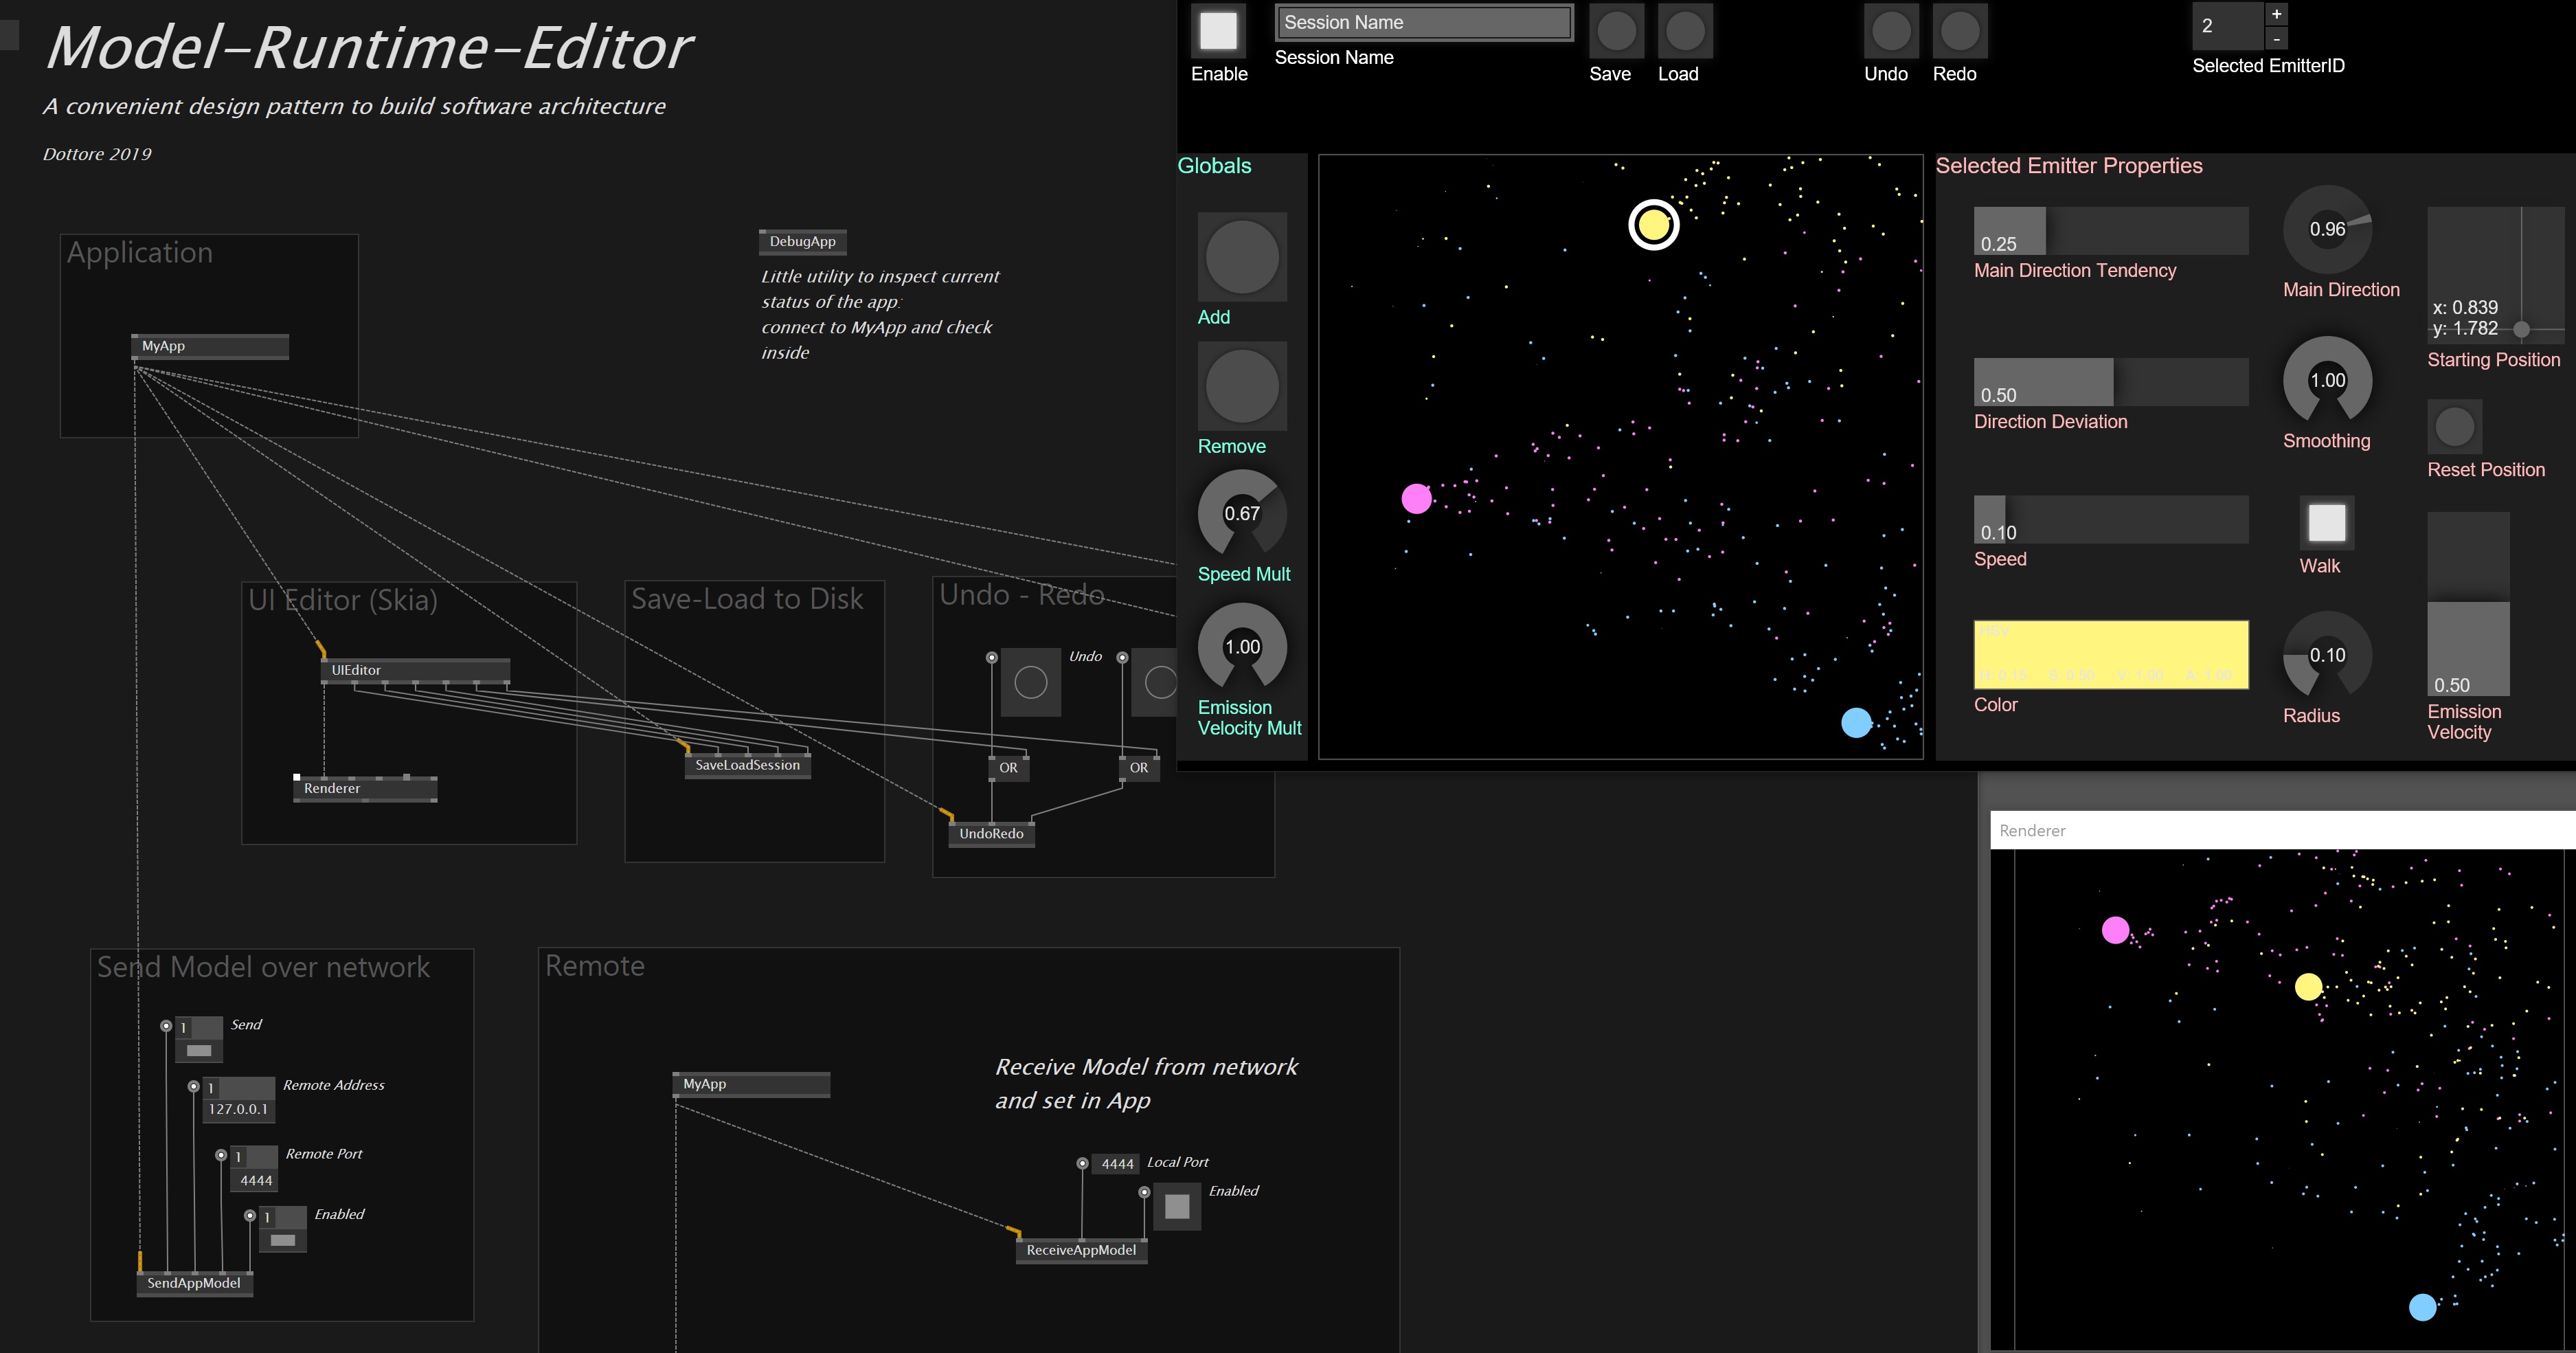 Model-Runtime-Editor
A convenient design pattern to build software architecture
Dottore 2019
Application
MyApp
DebugApp
Little utility to inspect current
status of the app:
connect to MyApp and check
inside
UI Editor (Skia)
UIEditor
Renderer
Save-Load to Disk
SaveLoadSession
Undo - Redo
Undo
OR
OR
UndoRedo
Send Model over network
1
Send
1
Remote Address
127.0.0.1
1
Remote Port
4444
1
Enabled
SendAppModel
Remote
MyApp
Receive Model from network
and set in App
4444
Local Port
Enabled
ReceiveAppModel
Enable
Session Name
Session Name
Save
Load
Undo
Redo
2
+
-
Selected EmitterID
Globals
Add
Remove
0.67
Speed Mult
1.00
Emission
Velocity Mult
Selected Emitter Properties
0.25
Main Direction Tendency
0.96
Main Direction
x: 0.839
y: 1.782
Starting Position
0.50
Direction Deviation
1.00
Smoothing
Reset Position
0.10
Speed
Walk
Color
0.10
Radius
0.50
Emission
Velocity
Renderer